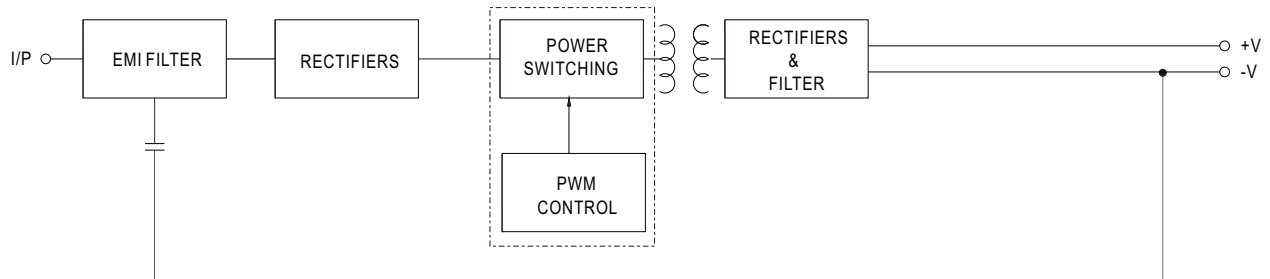 I/P
EMI FILTER
RECTIFIERS
POWER
SWITCHING
RECTIFIERS
&
FILTER
+V
-V
PWM
CONTROL